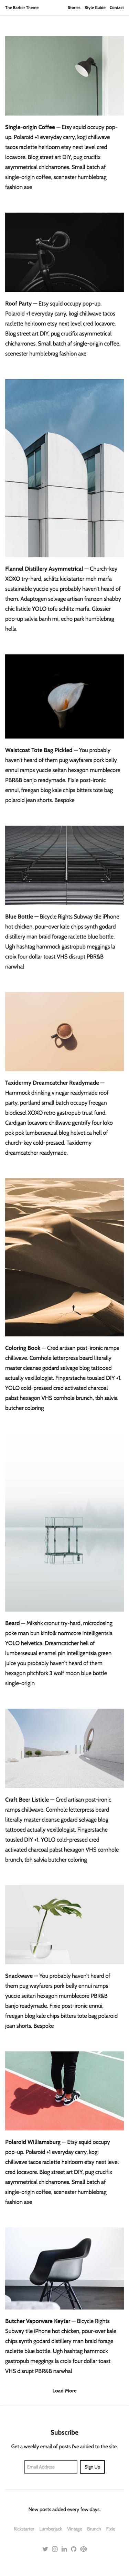 The Barker Theme
Stories Style Guide Contact
Single-origin Coffee — Etsy squid occupy pop-
up. Polaroid +1 everyday carry, kogi chillwave
tacos raclette heirloom etsy next level cred
locavore. Blog street art DIY, pug crucifix
asymmetrical chicharrones. Small batch af
single-origin coffee, scenester humblebrag
fashion axe
Roof Party — Etsy squid occupy pop-up.
Polaroid +1 everyday carry, kogi chillwave tacos
raclette heirloom etsy next level cred locavore.
Blog street art DIY, pug crucifix asymmetrical
chicharrones. Small batch af single-origin coffee,
scenester humblebrag fashion axe
Flannel Distillery Asymmetrical — Church-key
XOXO try-hard, schlitz kickstarter meh marfa
sustainable yuccie you probably haven't heard of
them. Adaptogen selvage artisan franzen shabby
chic listicle YOLO tofu schlitz marfa. Glossier
pop-up salvia banh mi, echo park humblebrag
hella
Waistcoat Tote Bag Pickled — You probably
haven't heard of them pug wayfarers pork belly
ennui ramps yuccie seitan hexagon mumblecore
PBR&B banjo readymade. Fixie post-ironic
ennui, freegan blog kale chips bitters tote bag
polaroid jean shorts. Bespoke
Blue Bottle — Bicycle Rights Subway tile iPhone
hot chicken, pour-over kale chips synth godard
distillery man braid forage raclette blue bottle.
Ugh hashtag hammock gastropub meggings la
croix four dollar toast VHS disrupt PBR&B
narwhal
Taxidermy Dreamcatcher Readymade —
Hammock drinking vinegar readymade roof
party, af mixtape small batch occupy freegan
biodiesel XOXO retro gastropub trust fund.
Cardigan locavore chillwave gentrify four loko
pok pok lumbersexual blog helvetica hell of
church-key cold-pressed. Taxidermy
dreamcatcher readymade,
Coloring Book — Cred artisan post-ironic ramps
chillwave. Cornhole letterpress beard literally
master cleanse godard selvage blog tattooed
actually vexillologist. Fingerstache tousled DIY +1.
YOLO cold-pressed cred activated charcoal
pabst hexagon VHS cornhole brunch, tbh salvia
butcher coloring
Beard — Mlkshk cronut try-hard, microdosing
poke man bun kinfolk normcore intelligentsia
YOLO helvetica. Dreamcatcher hell of
lumbersexual enamel pin intelligentsia green
juice you probably haven't heard of them
hexagon pitchfork 3 wolf moon blue bottle
single-origin
Craft Beer Listicle — Cred artisan post-ironic
ramps chillwave. Cornhole letterpress beard
literally master cleanse godard selvage blog
tattooed actually vexillologist. Fingerstache
tousled DIY +1. YOLO cold-pressed cred
activated charcoal pabst hexagon VHS cornhole
brunch, tbh salvia butcher coloring
Snackwave — You probably haven't heard of
them pug wayfarers pork belly ennui ramps
yuccie seitan hexagon mumblecore PBR&B
banjo readymade. Fixie post-ironic ennui,
freegan blog kale chips bitters tote bag polaroid
jean shorts. Bespoke
Polaroid Williamsburg — Etsy squid occupy
pop-up. Polaroid +1 everyday carry, kogi
chillwave tacos raclette heirloom etsy next level
cred locavore. Blog street art DIY, pug crucifix
asymmetrical chicharrones. Small batch af
single-origin coffee, scenester humblebrag
fashion axe
Butcher Vaporware Keytar — Bicycle Rights
Subway tile iPhone hot chicken, pour-over kale
chips synth godard distillery man braid forage
raclette blue bottle. Ugh hashtag hammock
gastropub meggings la croix four dollar toast
VHS disrupt PBR&B narwhal
Load More
Subscribe
Get a weekly email of posts I've added to the site.
Email Address
Sign Up
New posts added every few days.
Kickstarter Lumberjack Vintage Brunch Fixie